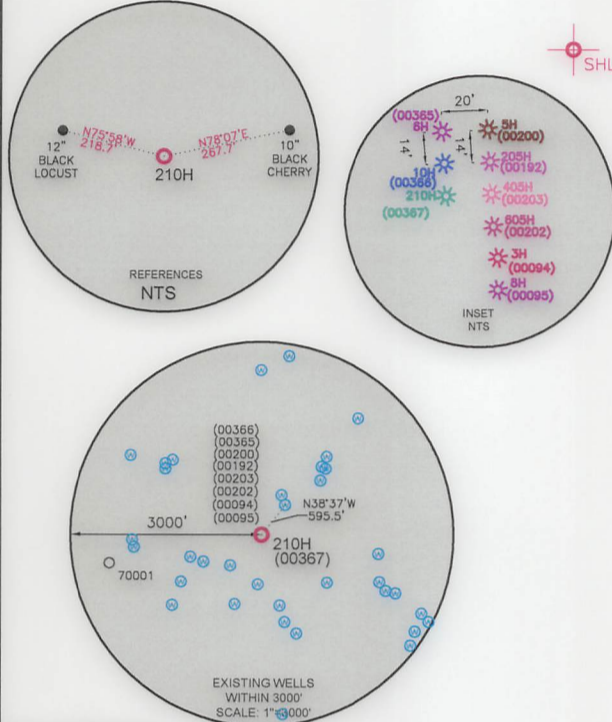 SHL
N75°58'W
218.7'
N78°07'E
267.7'
12"
BLACK
LOCUST
210H
10"
BLACK
CHERRY
REFERENCES
NTS
20'
(00365)
6H
5H
(00200)
14'
14'
205H
(00192)
10H
(00366)
405H
(00203)
210H
(00367)
605H
(00202)
3H
(00094)
8H
(00095)
INSET
NTS
(00366)
(00365)
(00200)
(00192)
(00203)
(00202)
(00094)
(00095)
N38°37'W
595.5'
3000'
210H
(00367)
70001
EXISTING WELLS
WITHIN 3000'
SCALE: 1"=3000'